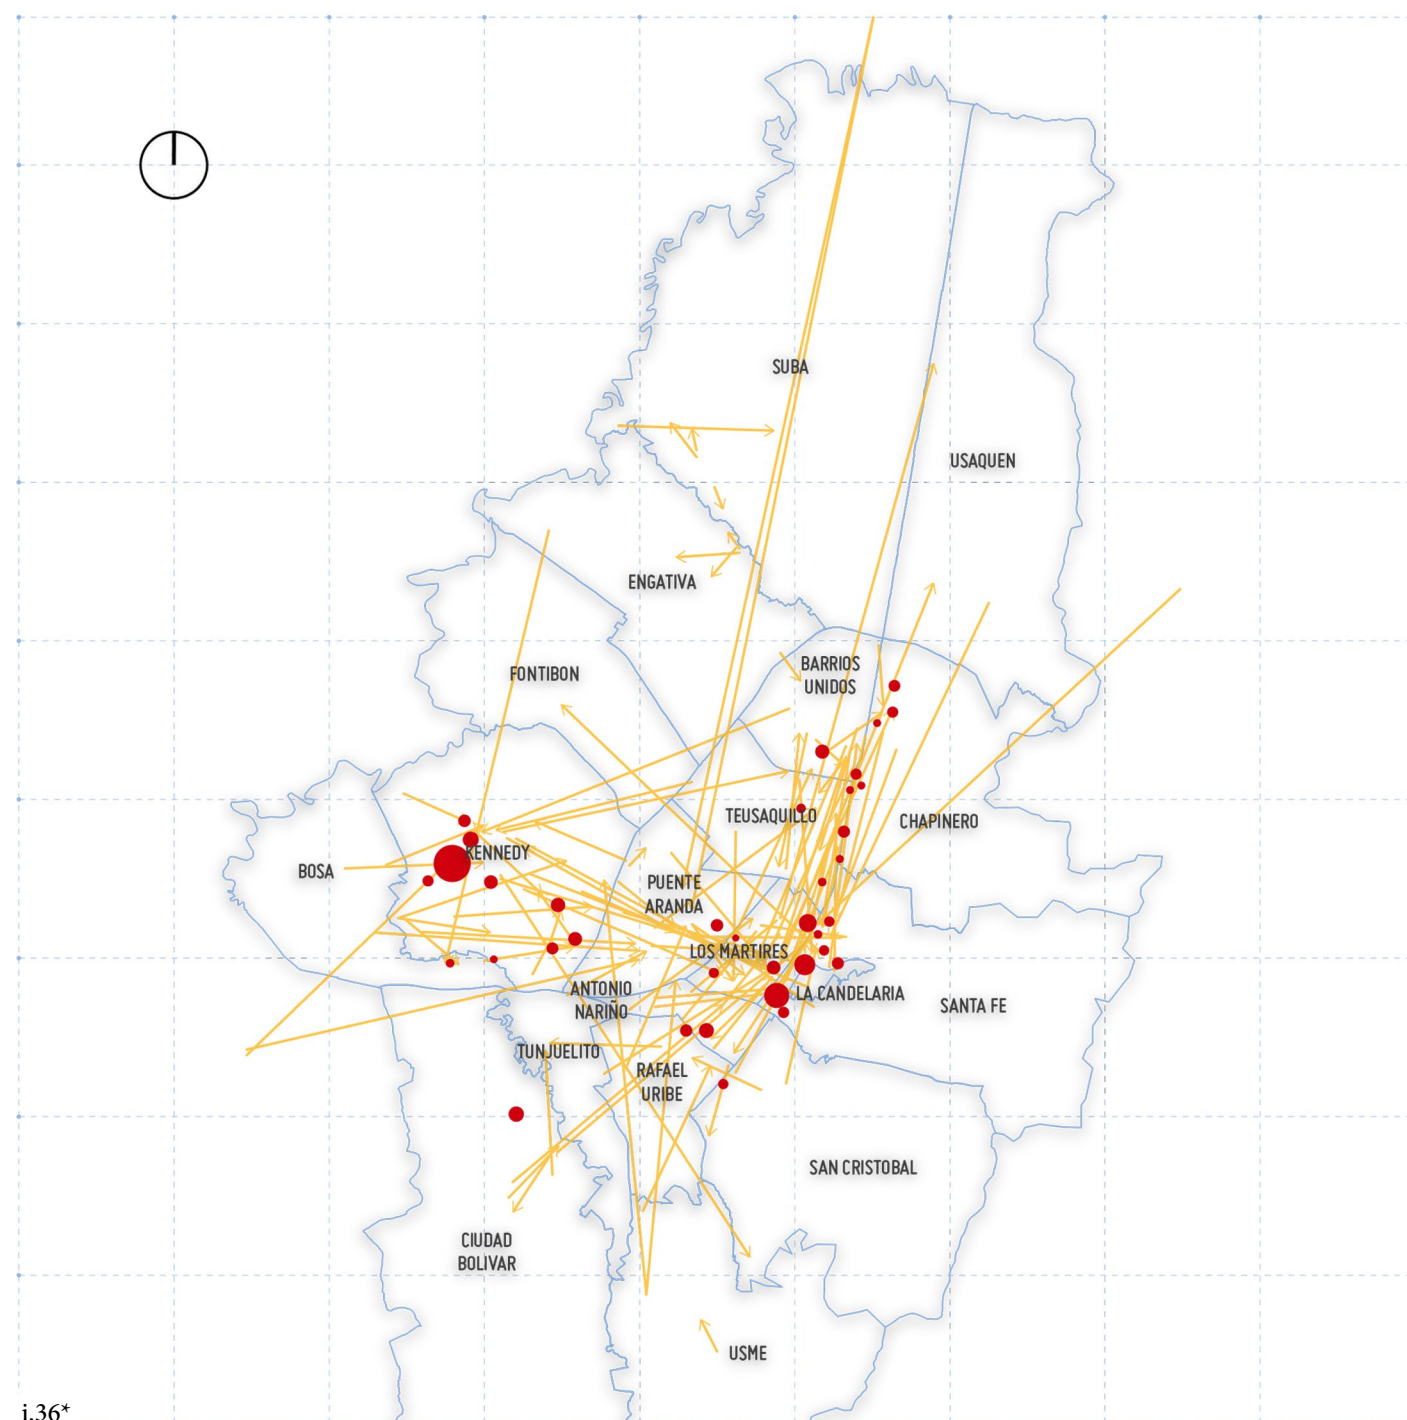 SUBA
USAQUEN
ENGATIVA
BARRIOS
UNIDOS
FONTIBON
TEUSAQUILLO
CHAPINERO
KENNEDY
BOSA
PUENTE
ARANDA
LOS MARTIRES
ANTONIO
NARIÑO
LA CANDELARIA
SANTA FE
TUNJUELITO
RAFAEL
URIBE
SAN CRISTOBAL
CIUDAD
BOLIVAR
USME
i.36*